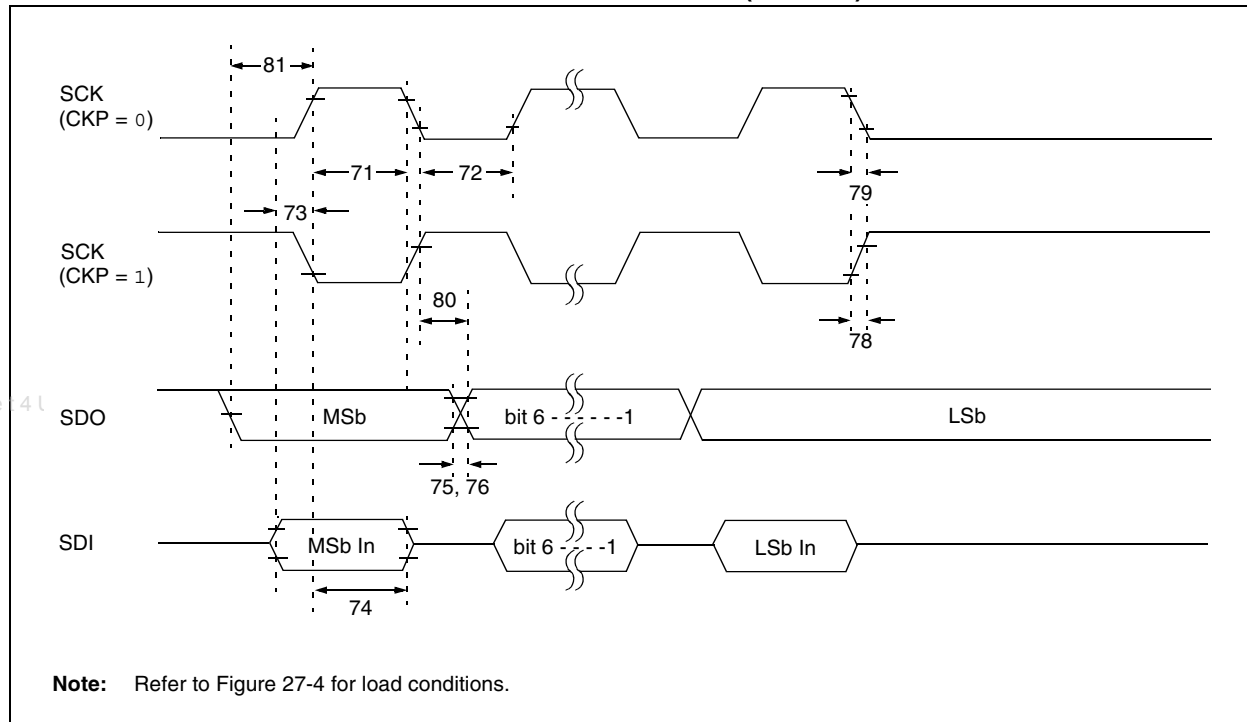 81
SCK
(CKP = 0)
71
72
79
73
SCK
(CKP = 1)
80
78
SDO
MSb
bit 6 - - - - - - -1
LSb
75, 76
SDI
MSb In
bit 6 - - - - -1
LSb In
74
Note: Refer to Figure 27-4 for load conditions.